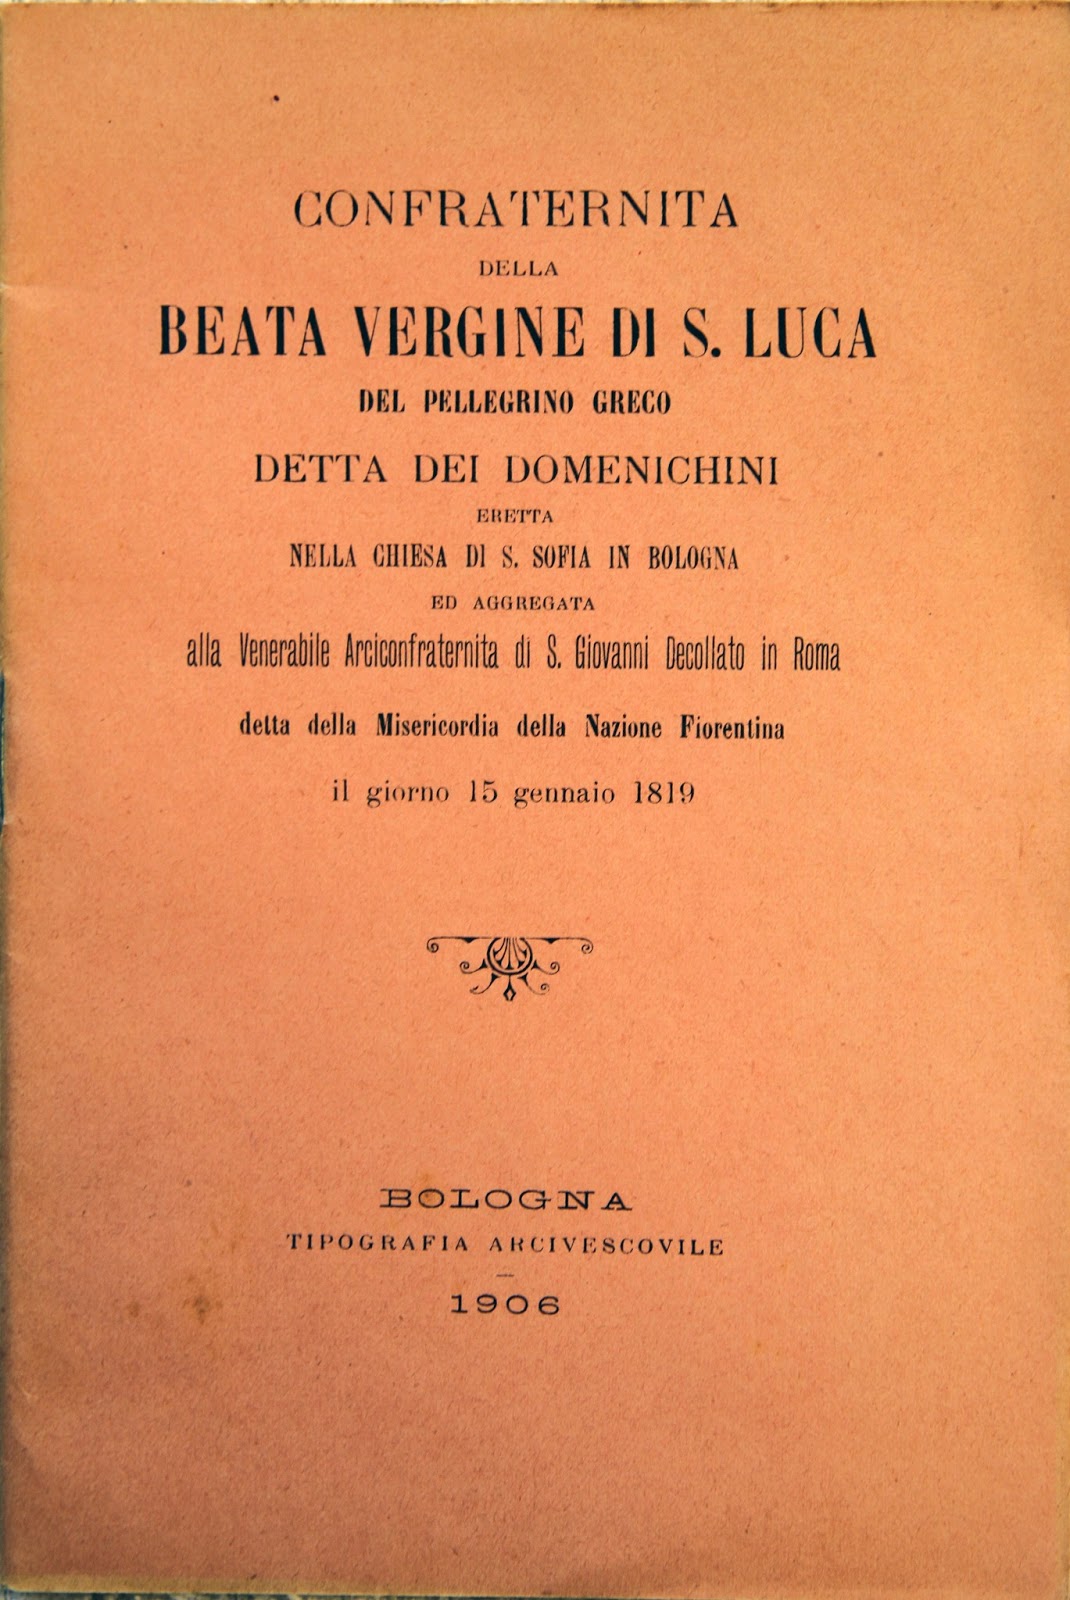 CONFRATERNITA
DELLA
BEATA VERGINE DI S. LUCA
DEL PELLEGRINO GRECO
DETTA DEI DOMENICHINI
ERETTA
NELLA CHIESA DI S. SOFIA IN BOLOGNA
ED AGGREGATA
alla Venerabile Arciconfraternita di S. Giovanni Decollato in Roma
detta della Misericordia della Nazione Fiorentina
il giorno 15 gennaio 1819
BOLOGNA
TIPOGRAFIA ARCIVESCOVILE
1906